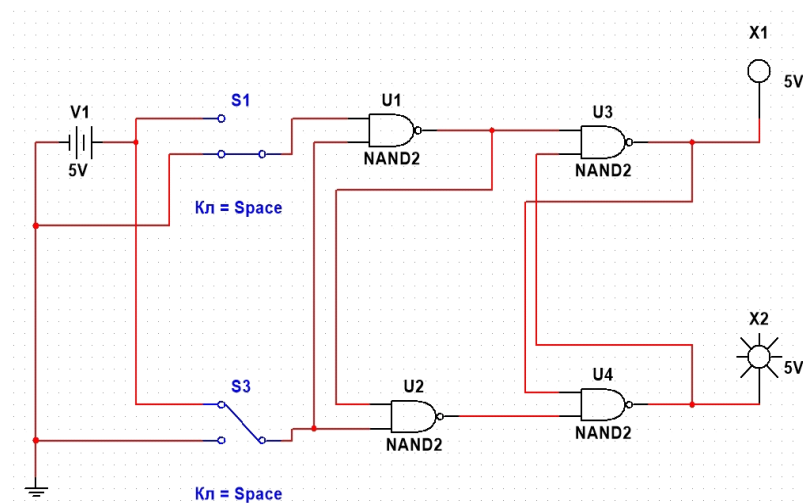 X1
5V
S1
V1
U1
U3
5V
NAND2
NAND2
Кл = Space
X2
5V
S3
U2
U4
NAND2
NAND2
Кл = Space